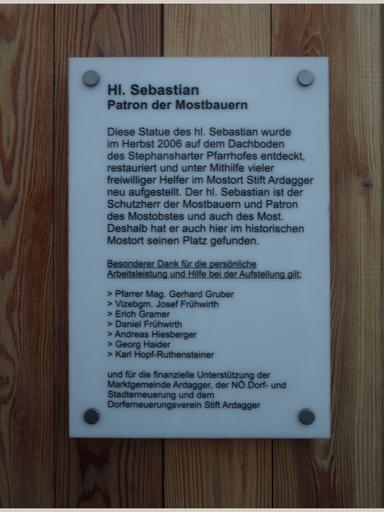 Hl. Sebastian
Patron der Mostbauern
Diese Statue des hl. Sebastian wurde
im Herbst 2006 auf dem Dachboden
des Stephansharter Pfarrhofes entdeckt,
restauriert und unter Mithilfe vieler
freiwilliger Helfer im Mostort Stift Ardagger
neu aufgestellt. Der hl. Sebastian ist der
Schutzherr der Mostbauern und Patron
des Mostobstes und auch des Most.
Deshalb hat er auch hier im historischen
Mostort seinen Platz gefunden.
Besonderer Dank für die persönliche
Arbeitsleistung und Hilfe bei der Aufstellung gilt:
> Pfarrer Mag. Gerhard Gruber
> Vizebgm. Josef Frühwirth
> Erich Gramer
> Daniel Frühwirth
> Andreas Hiesberger
> Georg Haider
> Karl Hopf-Ruthensteiner
und für die finanzielle Unterstützung der
Marktgemeinde Ardagger, der NÖ.Dorf- und
Stadterneuerung und dem
Dorferneuerungsverein Stift Ardagger